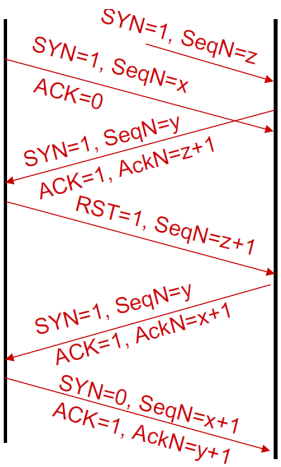 SYN=1, SeqN=z
SYN=1, SeqN=x
ACK=0
SYN=1, SeqN=y
ACK=1, AckN=z+1
RST=1, SeqN=z+1
SYN=1, SeqN=y
ACK=1, AckN=x+1
SYN=0, SeqN=x+1
ACK=1, AckN=y+1